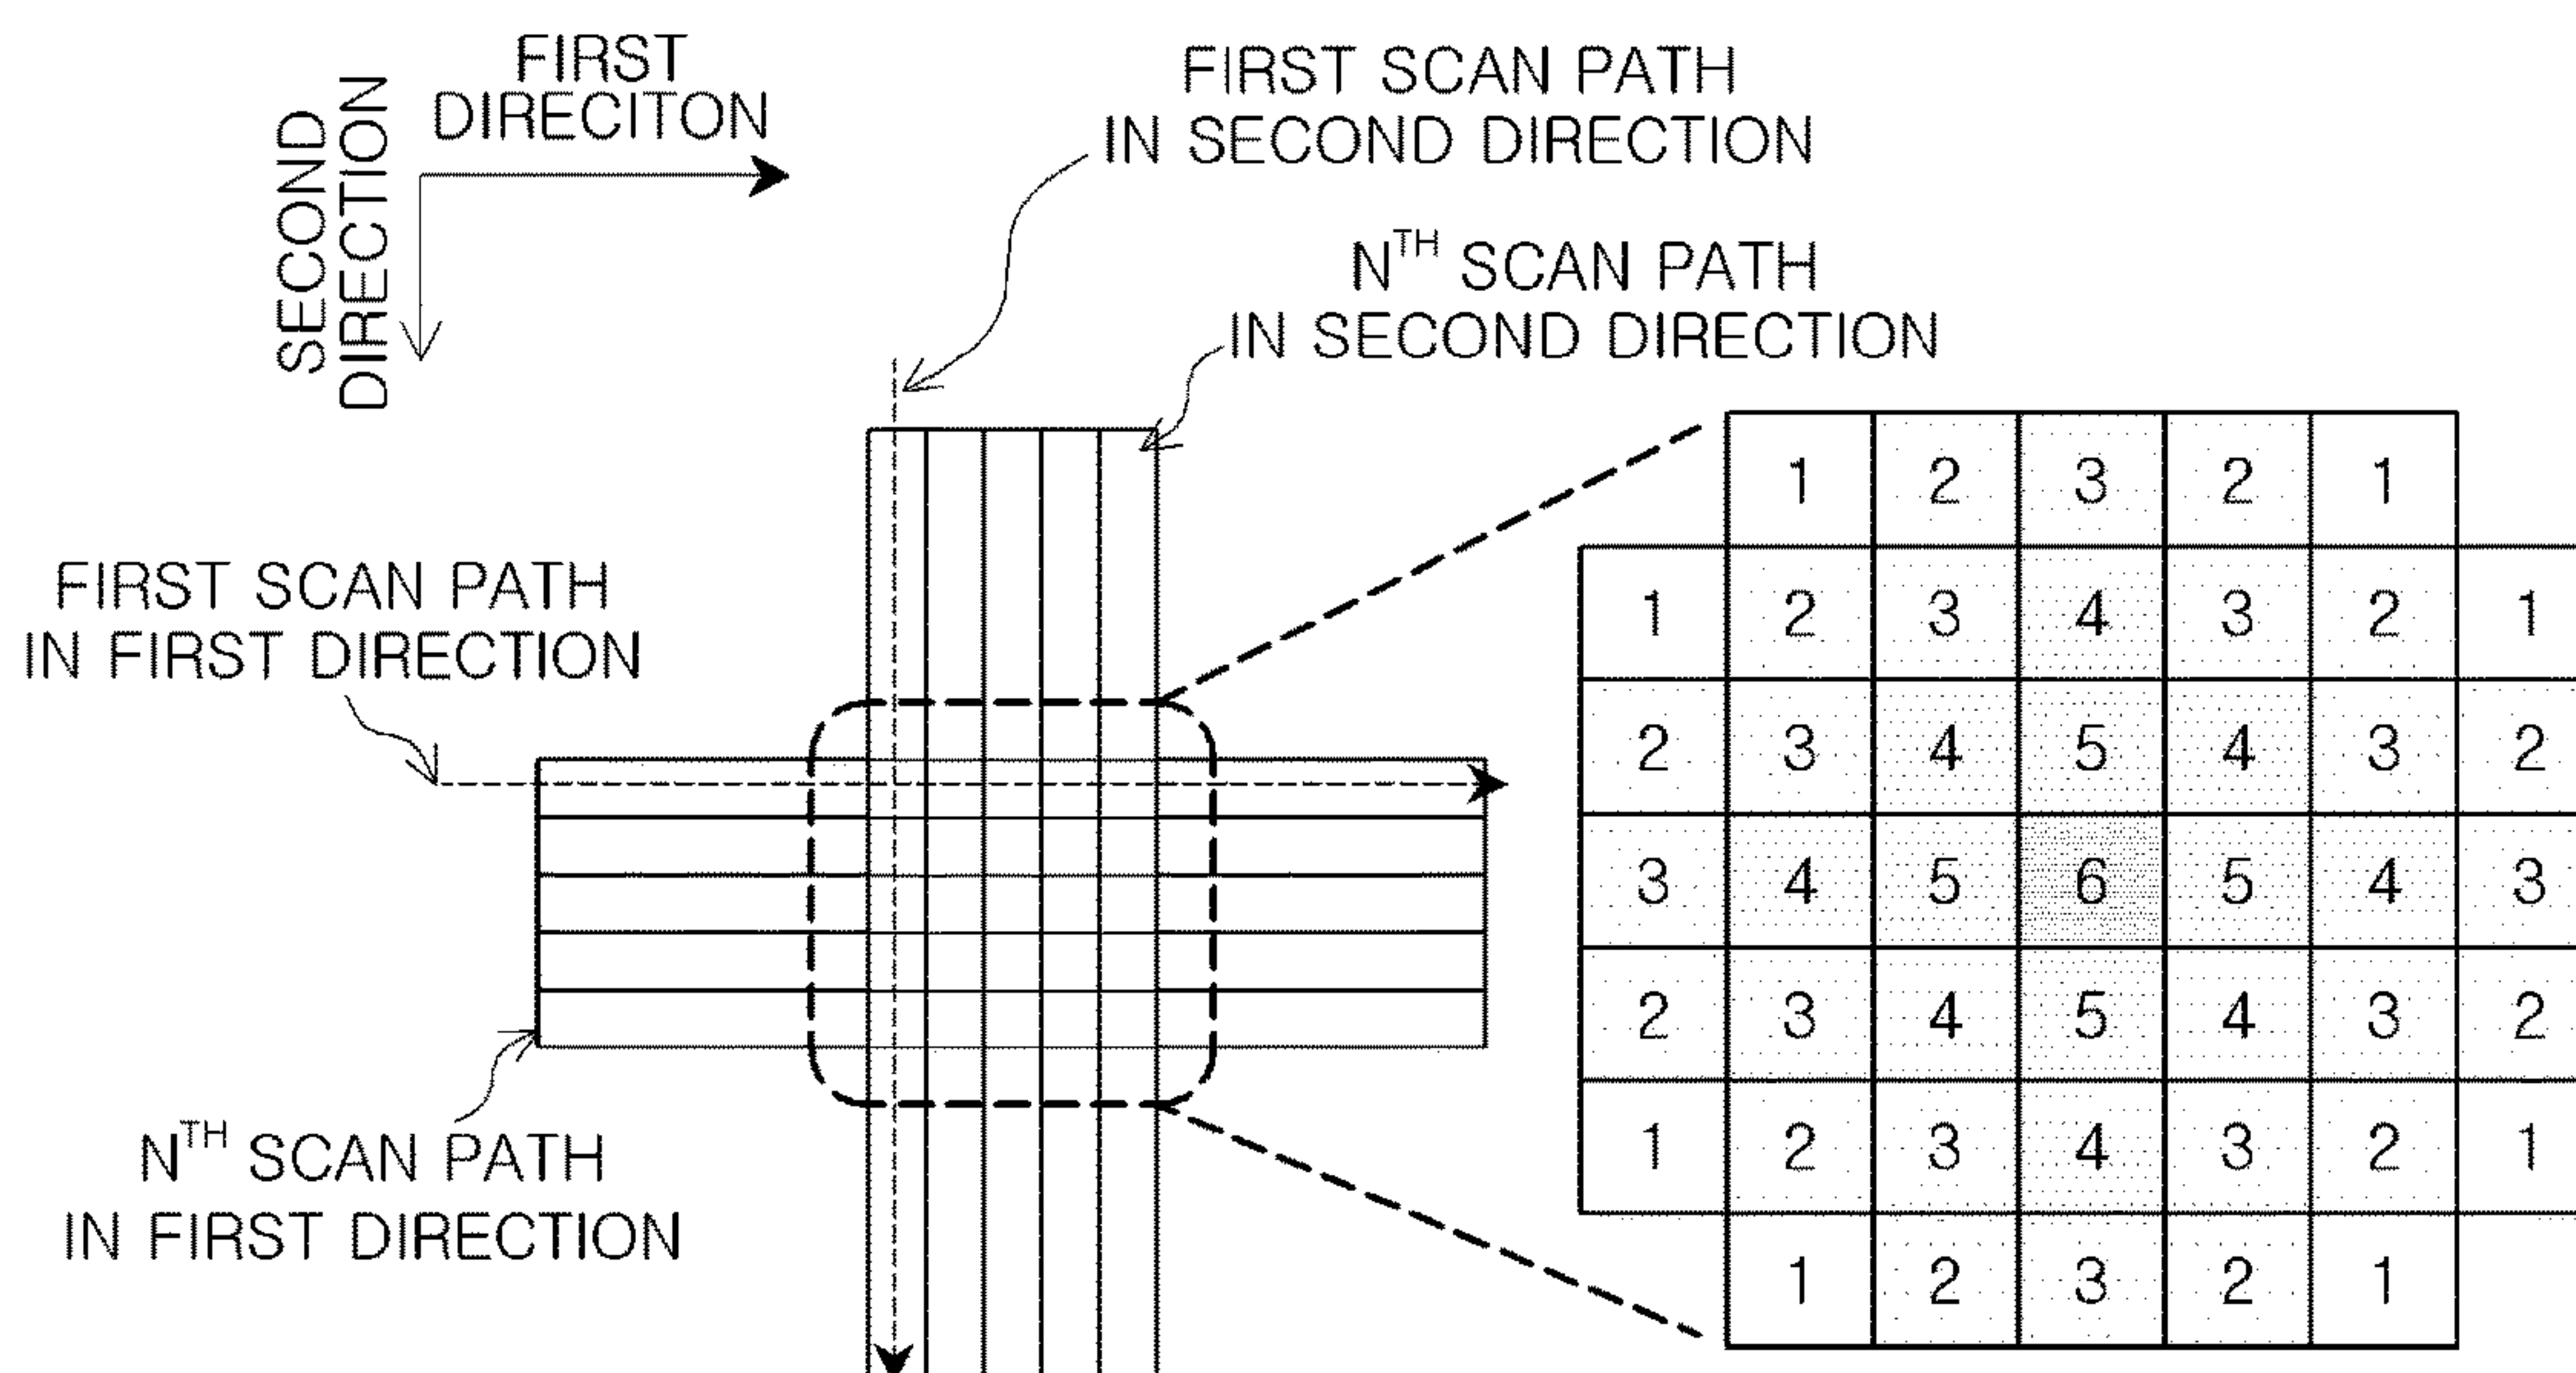 FIRST
DIRECITON
SECOND
DIRECTION
FIRST SCAN PATH
IN SECOND DIRECTION
NTH SCAN PATH
IN SECOND DIRECTION
FIRST SCAN PATH
IN FIRST DIRECTION
NTH SCAN PATH
IN FIRST DIRECTION
1 2 3 2 1
1 2 3 4 3 2 1
2 3 4 5 4 3 2
3 4 5 6 5 4 3
2 3 4 5 4 3 2
1 2 3 4 3 2 1
1 2 3 2 1